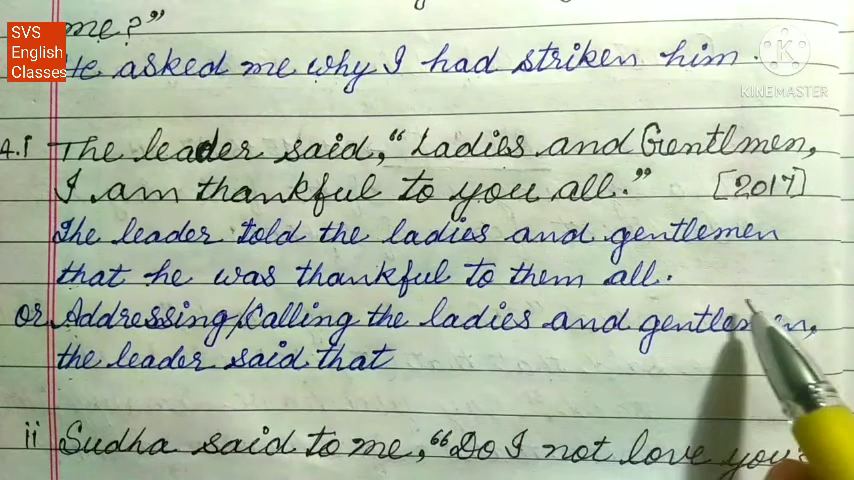 SVS
English
Classes
me?"
He asked me why I had striken him.
KINEMASTER
4.i The leader said, "Ladies and Gentlmen,
I am thankful to you all." [2017]
The leader told the ladies and gentlemen
that he was thankful to them all.
or Addressing/Calling the ladies and gentlemen,
the leader said that
ii Sudha said to me, "Do I not love you?